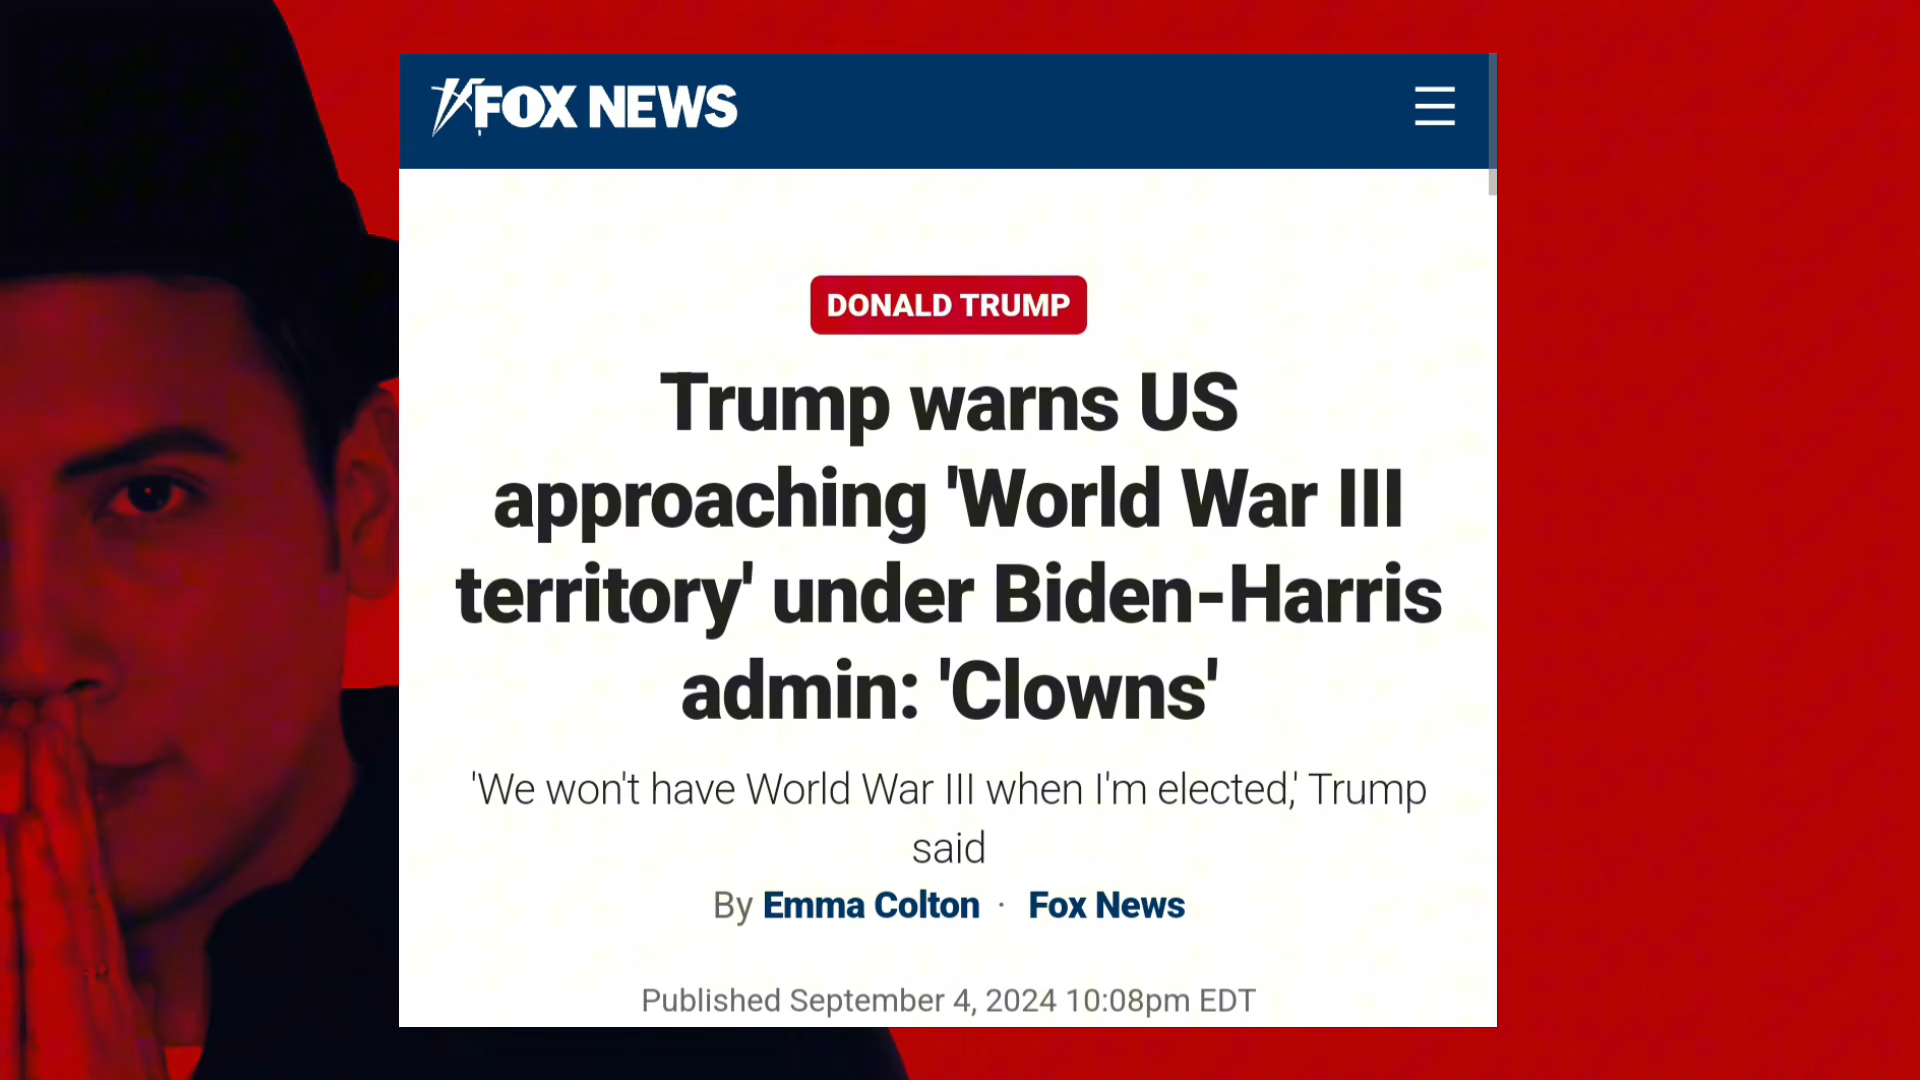 FOX NEWS
DONALD TRUMP
Trump warns US
approaching 'World War III
territory' under Biden-Harris
admin: 'Clowns'
'We won't have World War III when I'm elected,' Trump
said
By Emma Colton · Fox News
Published September 4, 2024 10:08pm EDT